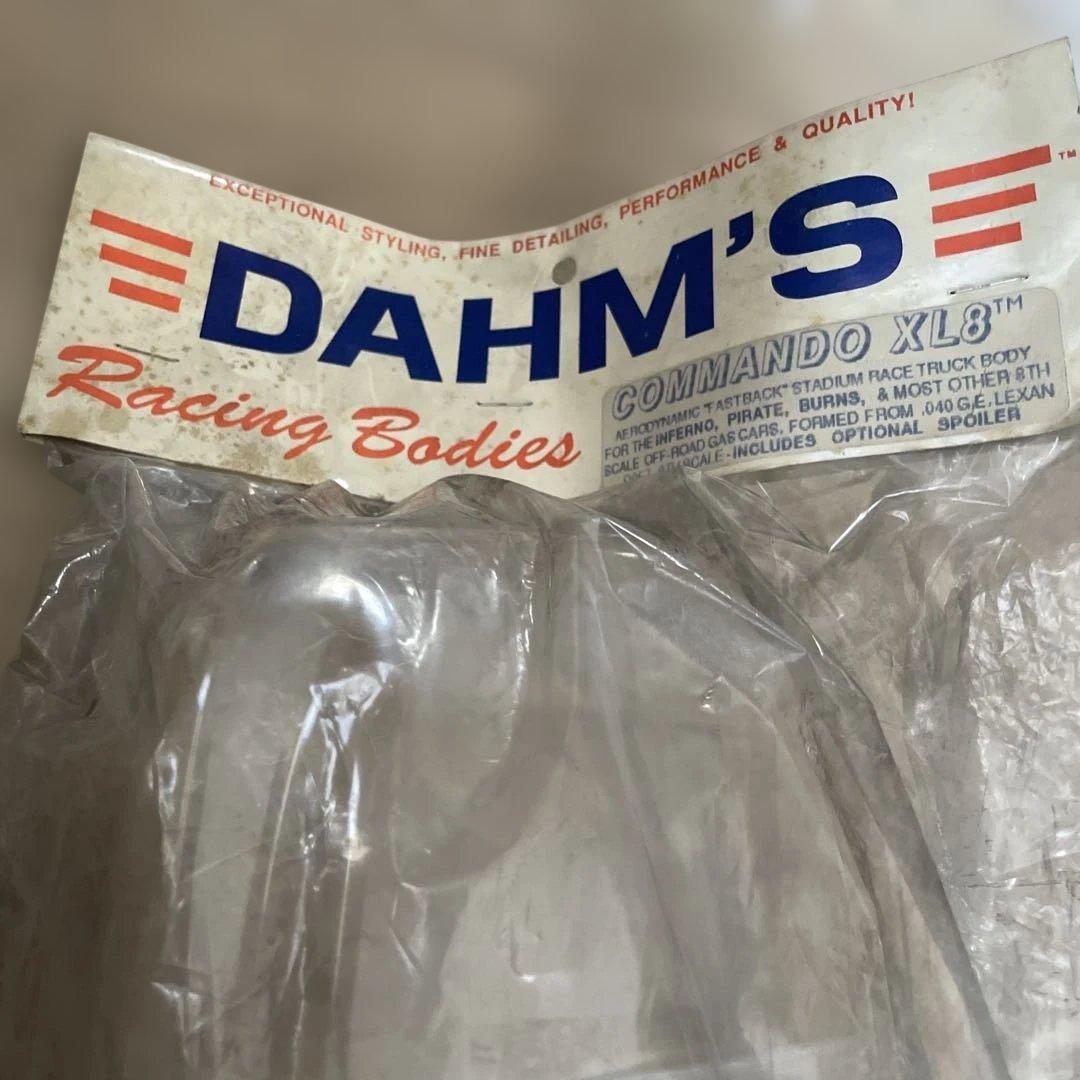 EXCEPTIONAL STYLING, FINE DETAILING, PERFORMANCE & QUALITY!
DAHM'S TM
Racing Bodies
COMMANDO XL8™
AERODYNAMIC "FASTBACK" STADIUM RACE TRUCK BODY
FOR THE INFERNO, PIRATE, BURNS, & MOST OTHER 8TH
SCALE OFF-ROAD GAS CARS, FORMED FROM .040 G.E. LEXAN
SCALE - INCLUDES OPTIONAL SPOILER